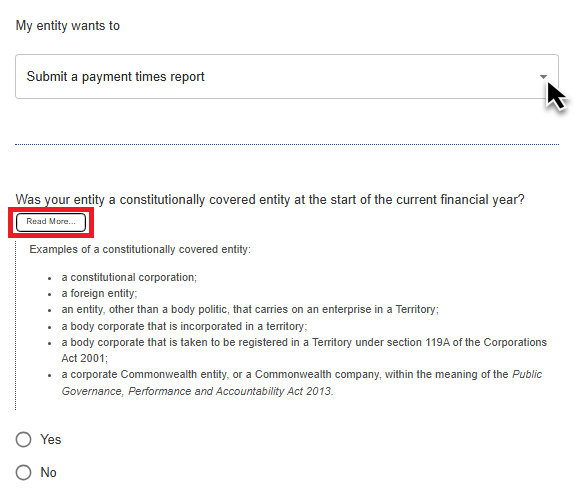 My entity wants to
Submit a payment times report
Was your entity a constitutionally covered entity at the start of the current financial year?
Read More...
Examples of a constitutionally covered entity:
• a constitutional corporation;
• a foreign entity;
• an entity, other than a body politic, that carries on an enterprise in a Territory;
• a body corporate that is incorporated in a territory;
• a body corporate that is taken to be registered in a Territory under section 119A of the Corporations
Act 2001;
• a corporate Commonwealth entity, or a Commonwealth company, within the meaning of the Public
Governance, Performance and Accountability Act 2013.
Yes
No